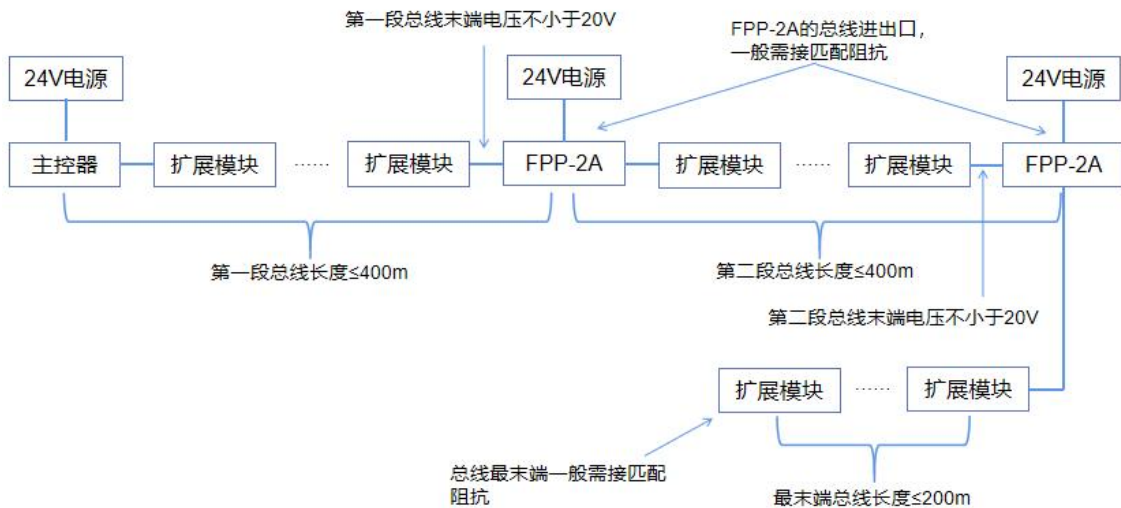 第一段总线末端电压不小于20V
FPP-2A的总线进出口，
一般需接匹配阻抗
24V电源
24V电源
24V电源
主控器
扩展模块
······
扩展模块
FPP-2A
扩展模块
······
扩展模块
FPP-2A
第一段总线长度≤400m
第二段总线长度≤400m
第二段总线末端电压不小于20V
扩展模块
······
扩展模块
总线最末端一般需接匹配
阻抗
最末端总线长度≤200m